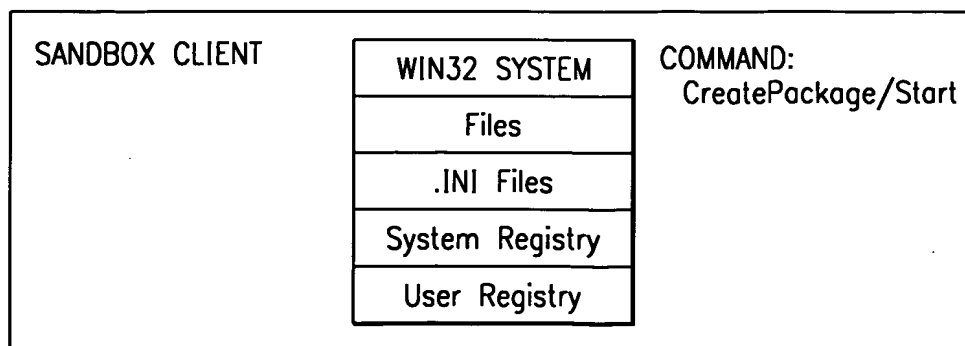 SANDBOX CLIENT
WIN32 SYSTEM
Files
.INI Files
System Registry
User Registry
COMMAND:
CreatePackage/Start